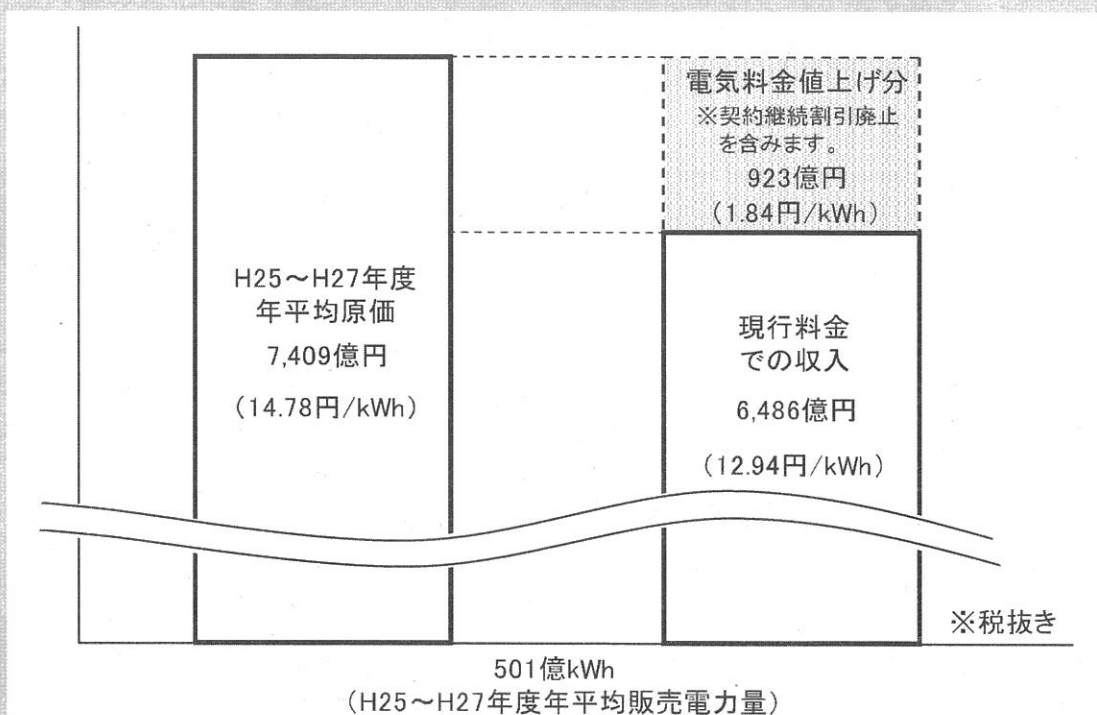 H25～H27年度
年平均原価
7,409億円
(14.78円/kWh)
電気料金値上げ分
※契約継続割引廃止
を含みます。
923億円
(1.84円/kWh)
現行料金
での収入
6,486億円
(12.94円/kWh)
※税抜き
501億kWh
(H25～H27年度年平均販売電力量)